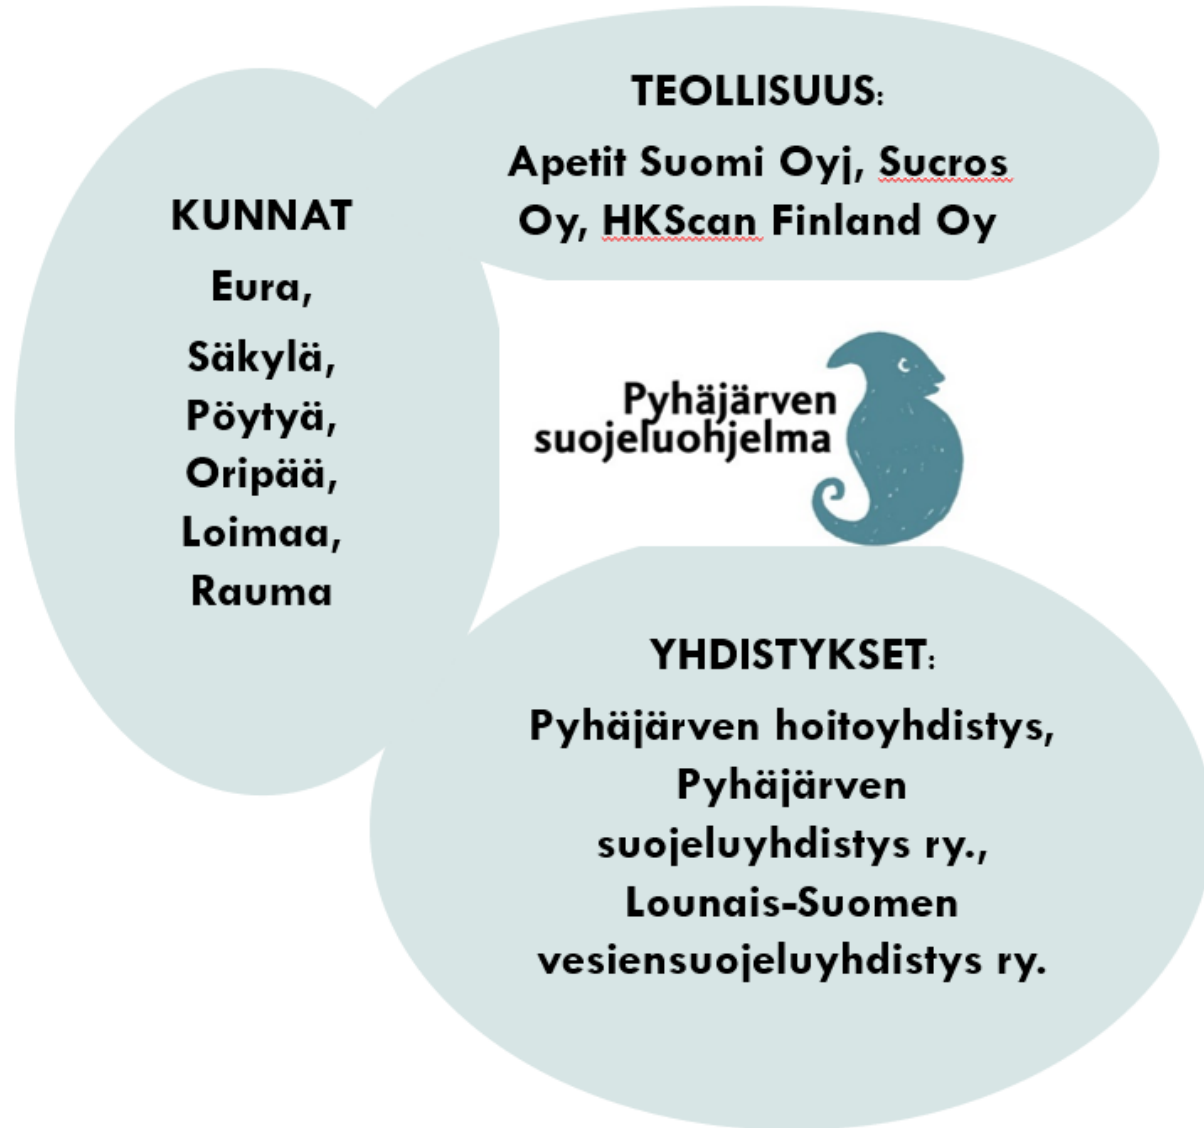 TEOLLISUUS:
Apetit Suomi Oyj, Sucros
Oy, HKScan Finland Oy
KUNNAT
Eura,
Säkylä,
Pöytyä,
Oripää,
Loimaa,
Rauma
Pyhäjärven
suojeluohjelma
YHDISTYKSET:
Pyhäjärven hoitoyhdistys,
Pyhäjärven
suojeluyhdistys ry.,
Lounais-Suomen
vesiensuojeluyhdistys ry.